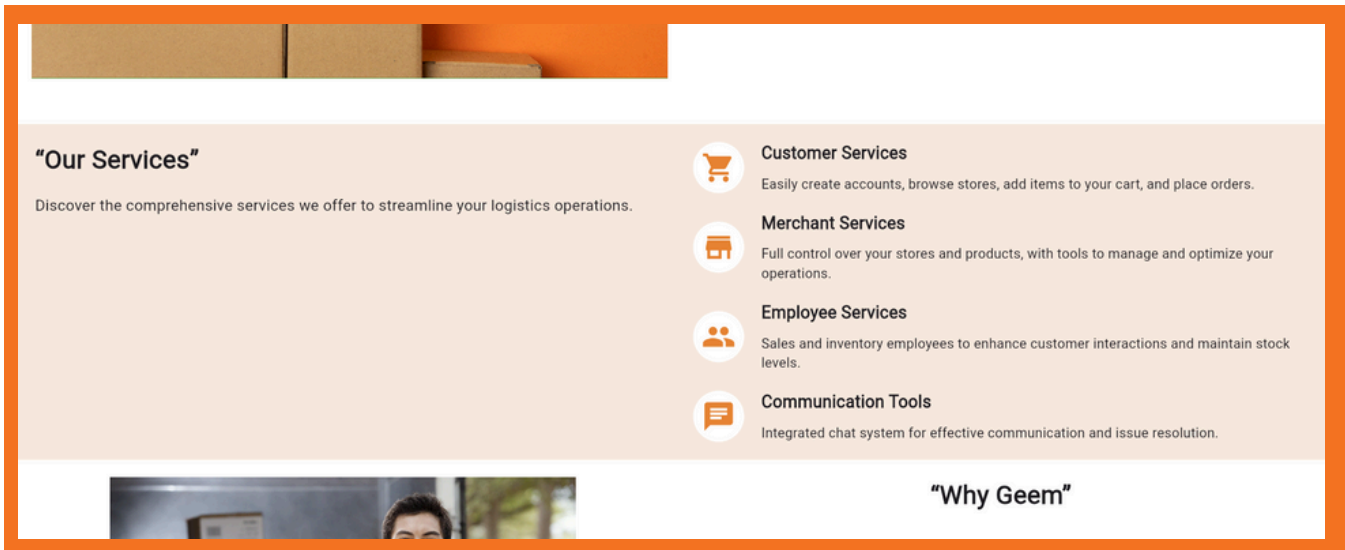 “Our Services”
Discover the comprehensive services we offer to streamline your logistics operations.
Customer Services
Easily create accounts, browse stores, add items to your cart, and place orders.
Merchant Services
Full control over your stores and products, with tools to manage and optimize your
operations.
Employee Services
Sales and inventory employees to enhance customer interactions and maintain stock
levels.
Communication Tools
Integrated chat system for effective communication and issue resolution.
“Why Geem”